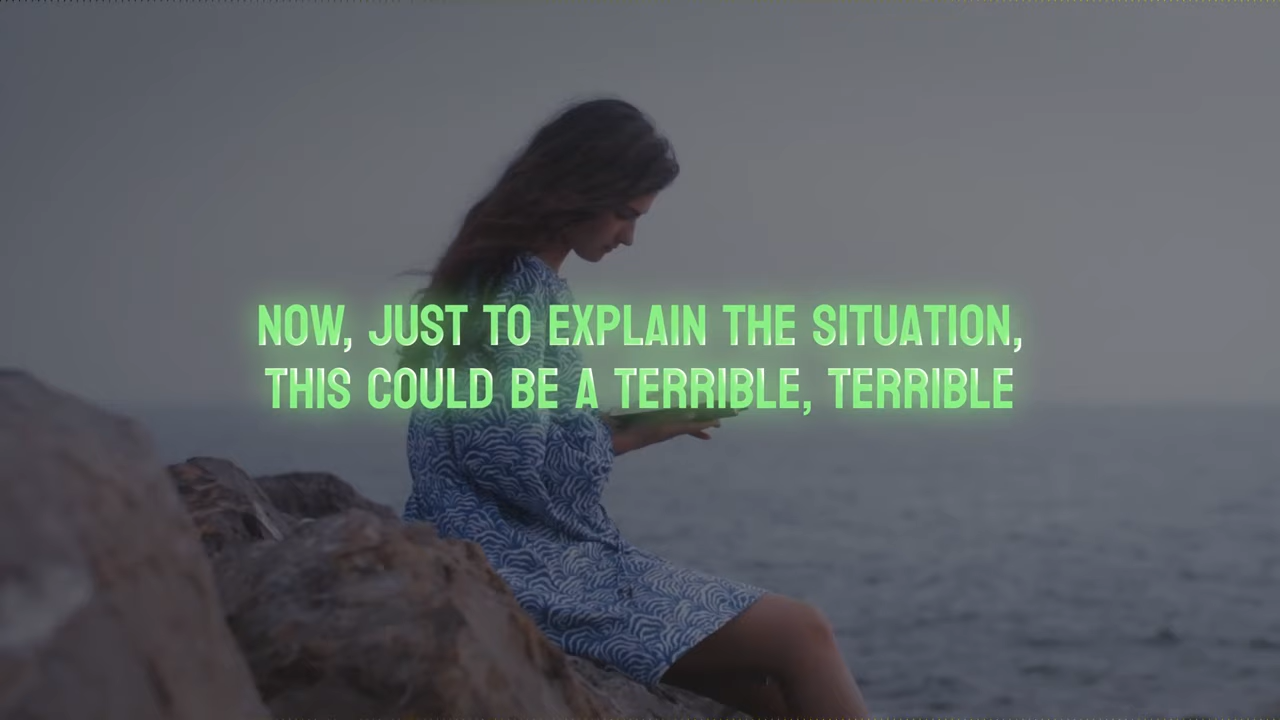 NOW, JUST TO EXPLAIN THE SITUATION,
THIS COULD BE A TERRIBLE, TERRIBLE